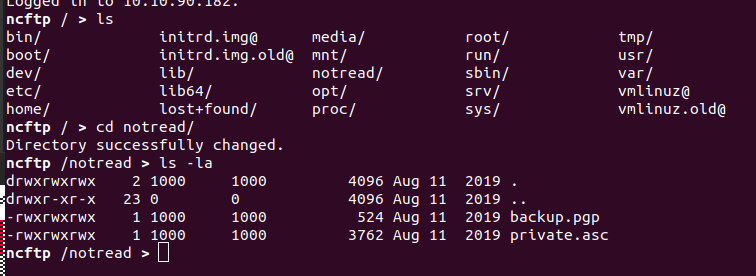 Logged in to 10.10.90.182.
ncftp / > ls
bin/ initrd.img@ media/ root/ tmp/
boot/ initrd.img.old@ mnt/ run/ usr/
dev/ lib/ notread/ sbin/ var/
etc/ lib64/ opt/ srv/ vmlinuz@
home/ lost+found/ proc/ sys/ vmlinuz.old@
ncftp / > cd notread/
Directory successfully changed.
ncftp /notread > ls -la
drwxrwxrwx 2 1000 1000 4096 Aug 11 2019 .
drwxr-xr-x 23 0 0 4096 Aug 11 2019 ..
-rwxrwxrwx 1 1000 1000 524 Aug 11 2019 backup.pgp
-rwxrwxrwx 1 1000 1000 3762 Aug 11 2019 private.asc
ncftp /notread >